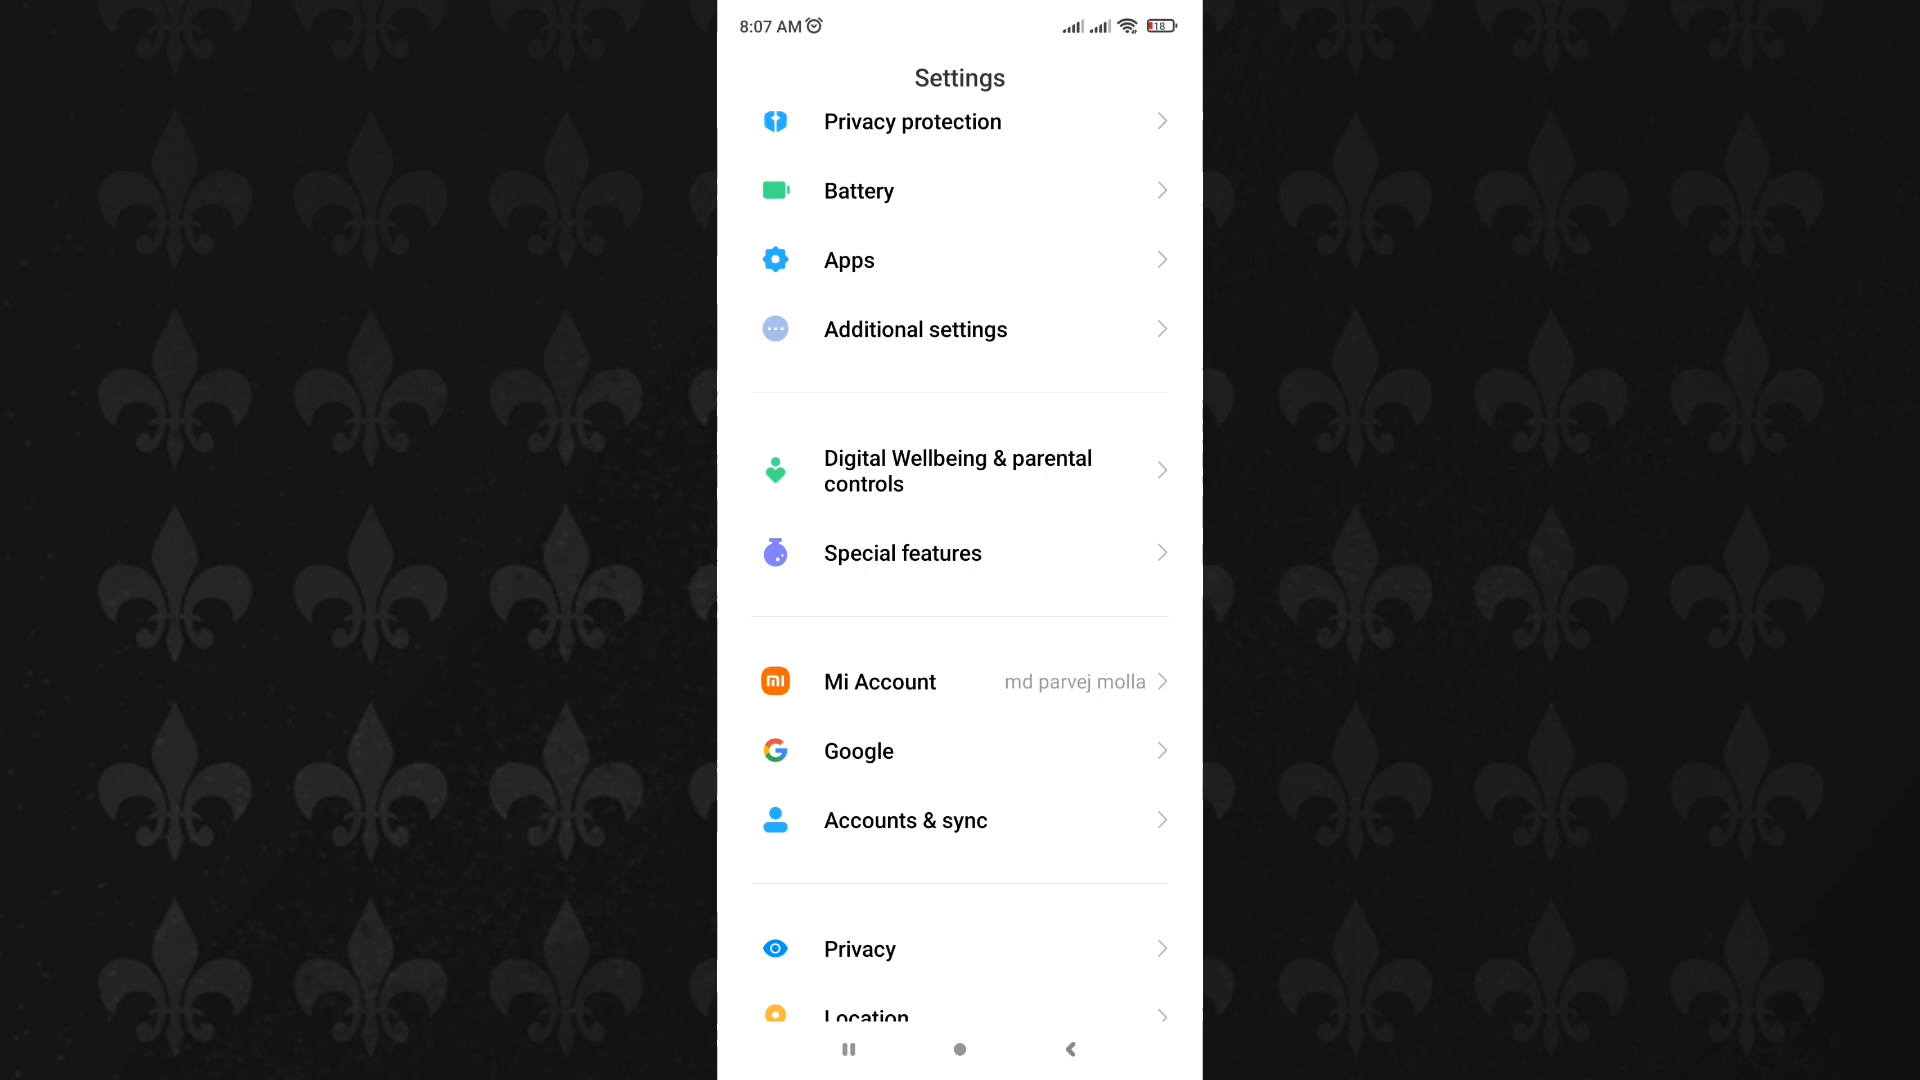 8:07 AM
18
Settings
Privacy protection
Battery
Apps
Additional settings
Digital Wellbeing & parental
controls
Special features
Mi Account md parvej molla
Google
Accounts & sync
Privacy
Location